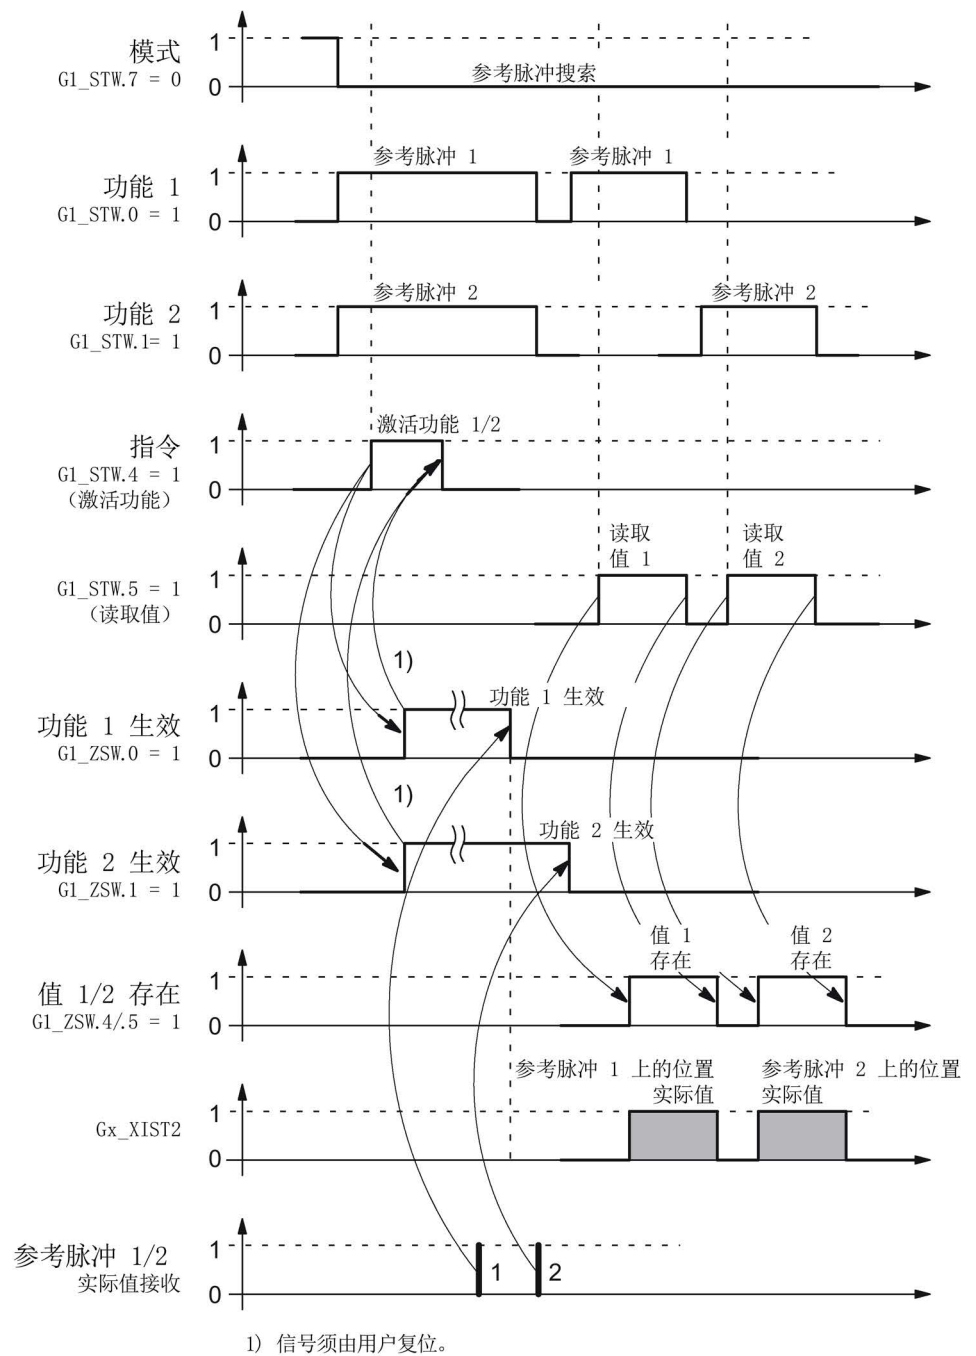 模式
G1_STW.7 = 0
1
0
参考脉冲搜索
功能 1
G1_STW.0 = 1
1
0
参考脉冲 1
参考脉冲 1
功能 2
G1_STW.1= 1
1
0
参考脉冲 2
参考脉冲 2
指令
G1_STW.4 = 1
（激活功能）
1
0
激活功能 1/2
G1_STW.5 = 1
（读取值）
1
0
读取
值 1
读取
值 2
1)
功能 1 生效
G1_ZSW.0 = 1
1
0
功能 1 生效
1)
功能 2 生效
G1_ZSW.1 = 1
1
0
功能 2 生效
值 1/2 存在
G1_ZSW.4/.5 = 1
1
0
值 1
存在
值 2
存在
Gx_XIST2
1
0
参考脉冲 1 上的位置
实际值
参考脉冲 2 上的位置
实际值
参考脉冲 1/2
实际值接收
1
0
1
2
1) 信号须由用户复位。